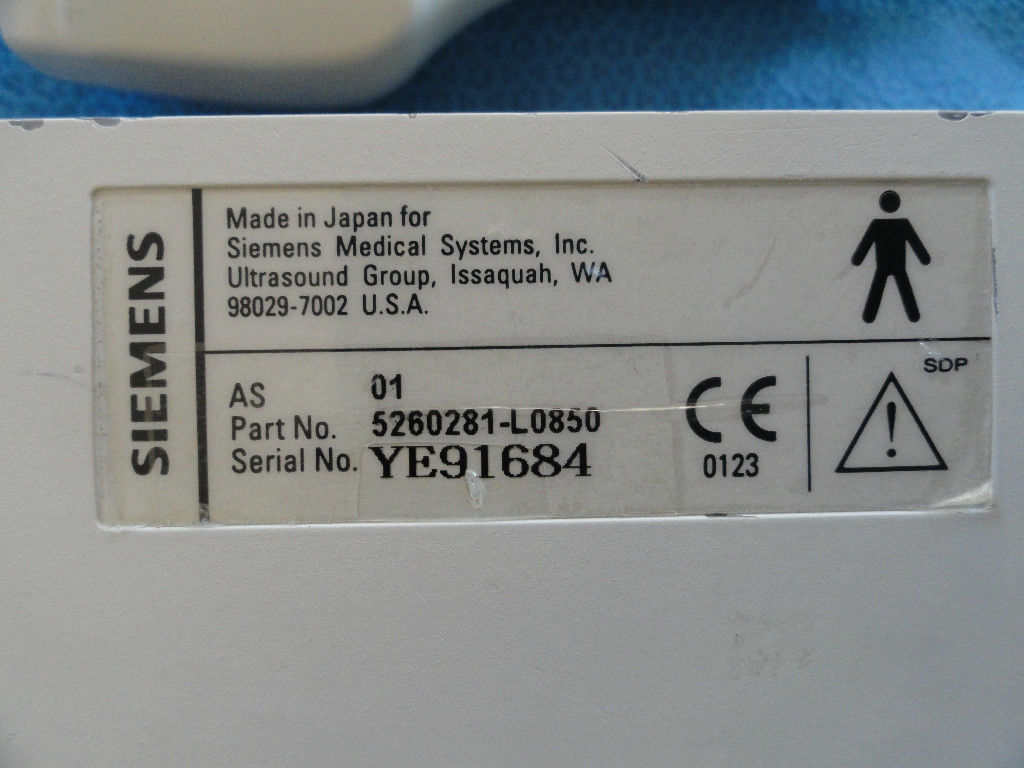 SIEMENS
Made in Japan for
Siemens Medical Systems, Inc.
Ultrasound Group, Issaquah, WA
98029-7002 U.S.A.
AS 01
Part No. 5260281-L0850
Serial No. YE91684
CE
0123
SDP
!